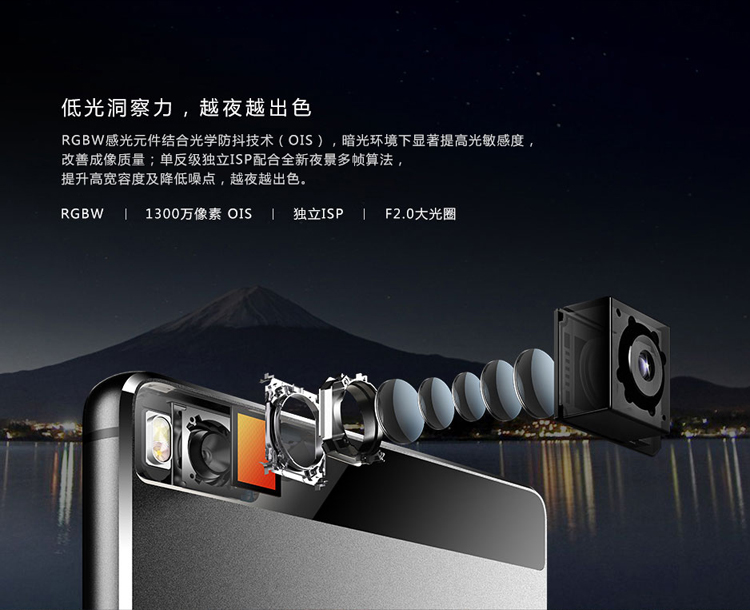 低光洞察力，越夜越出色
RGBW感光元件结合光学防抖技术（OIS），暗光环境下显著提高光敏感度，
改善成像质量；单反级独立ISP配合全新夜景多帧算法，
提升高宽容度及降低噪点，越夜越出色。
RGBW | 1300万像素 OIS | 独立ISP | F2.0大光圈